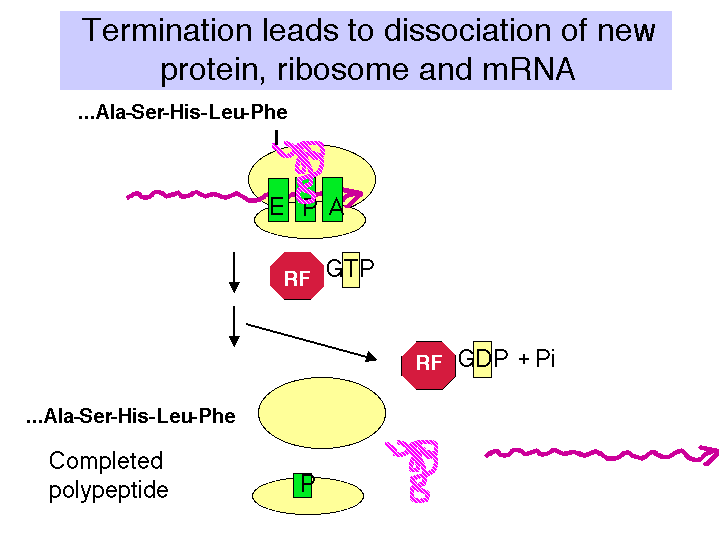 Termination leads to dissociation of new
protein, ribosome and mRNA
...Ala-Ser-His-Leu-Phe
E P A
RF GTP
RF GDP + Pi
...Ala-Ser-His-Leu-Phe
Completed
polypeptide
P